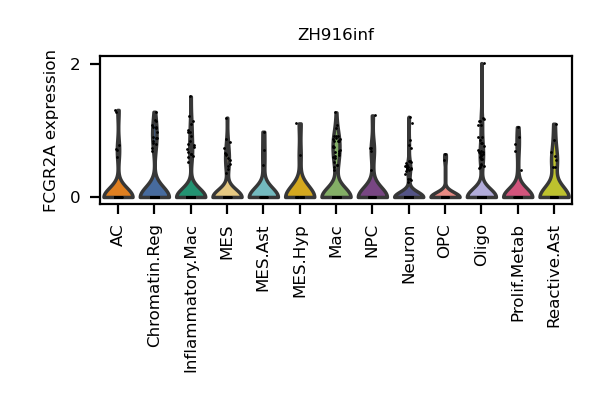 ZH916inf
FCGR2A expression
2
0
AC
Chromatin.Reg
Inflammatory.Mac
MES
MES.Ast
MES.Hyp
Mac
NPC
Neuron
OPC
Oligo
Prolif.Metab
Reactive.Ast